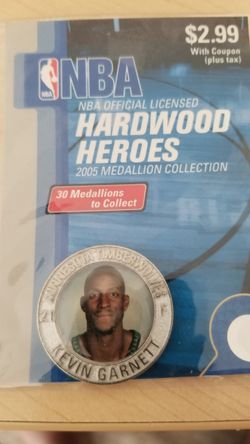 $2.99
With Coupon
(plus tax)
NBA
NBA OFFICIAL LICENSED
HARDWOOD
HEROES
2005 MEDALLION COLLECTION
30 Medallions
to Collect
MINNESOTA TIMBERWOLVES
21
KEVIN GARNETT